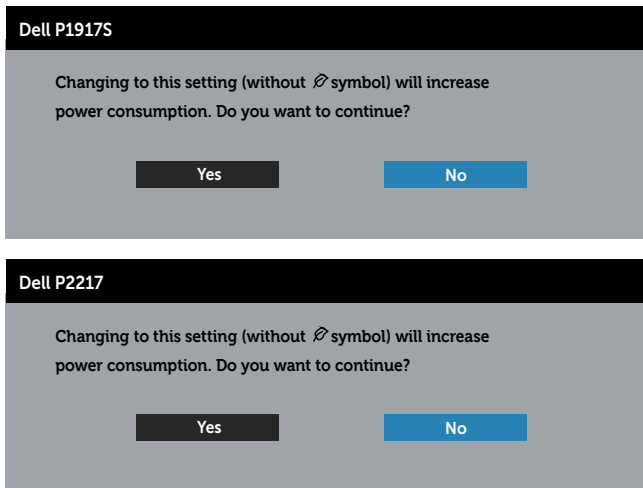 Dell P1917S
Changing to this setting (without symbol) will increase
power consumption. Do you want to continue?
Yes No
Dell P2217
Changing to this setting (without symbol) will increase
power consumption. Do you want to continue?
Yes No